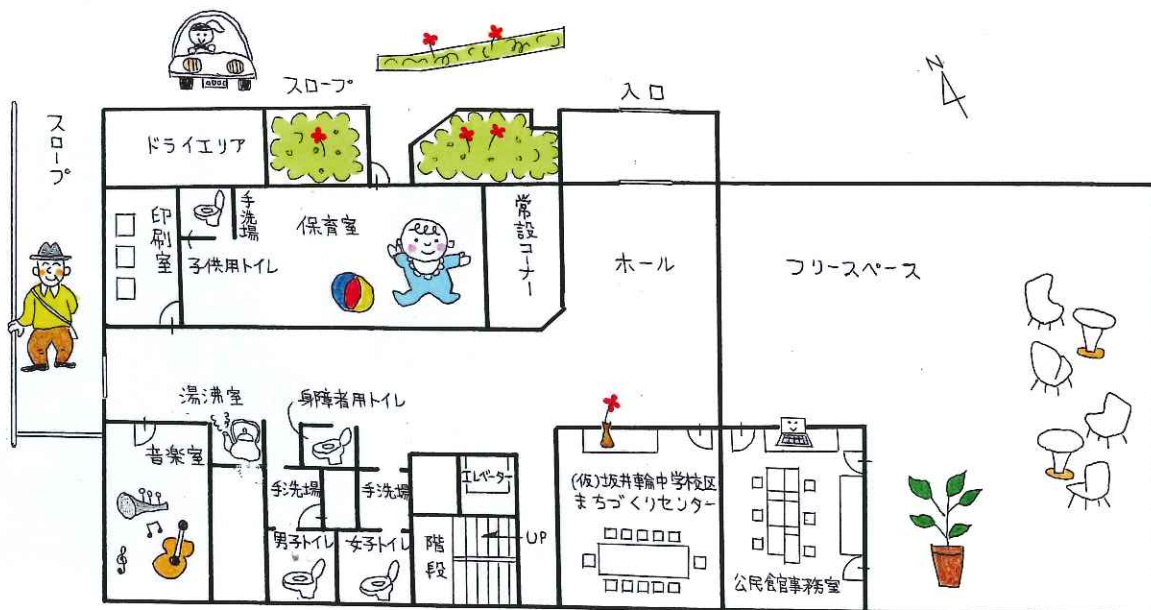 スロープ
入口
N
スロープ
ドライエリア
印刷室
手洗場
保育室
子供用トイレ
常設コーナー
ホール
フリースペース
湯沸室
身障者用トイレ
音楽室
手洗場
手洗場
エレベーター
男子トイレ
女子トイレ
階段
UP
(仮)坂井輪中学校区
まちづくりセンター
公民館事務室